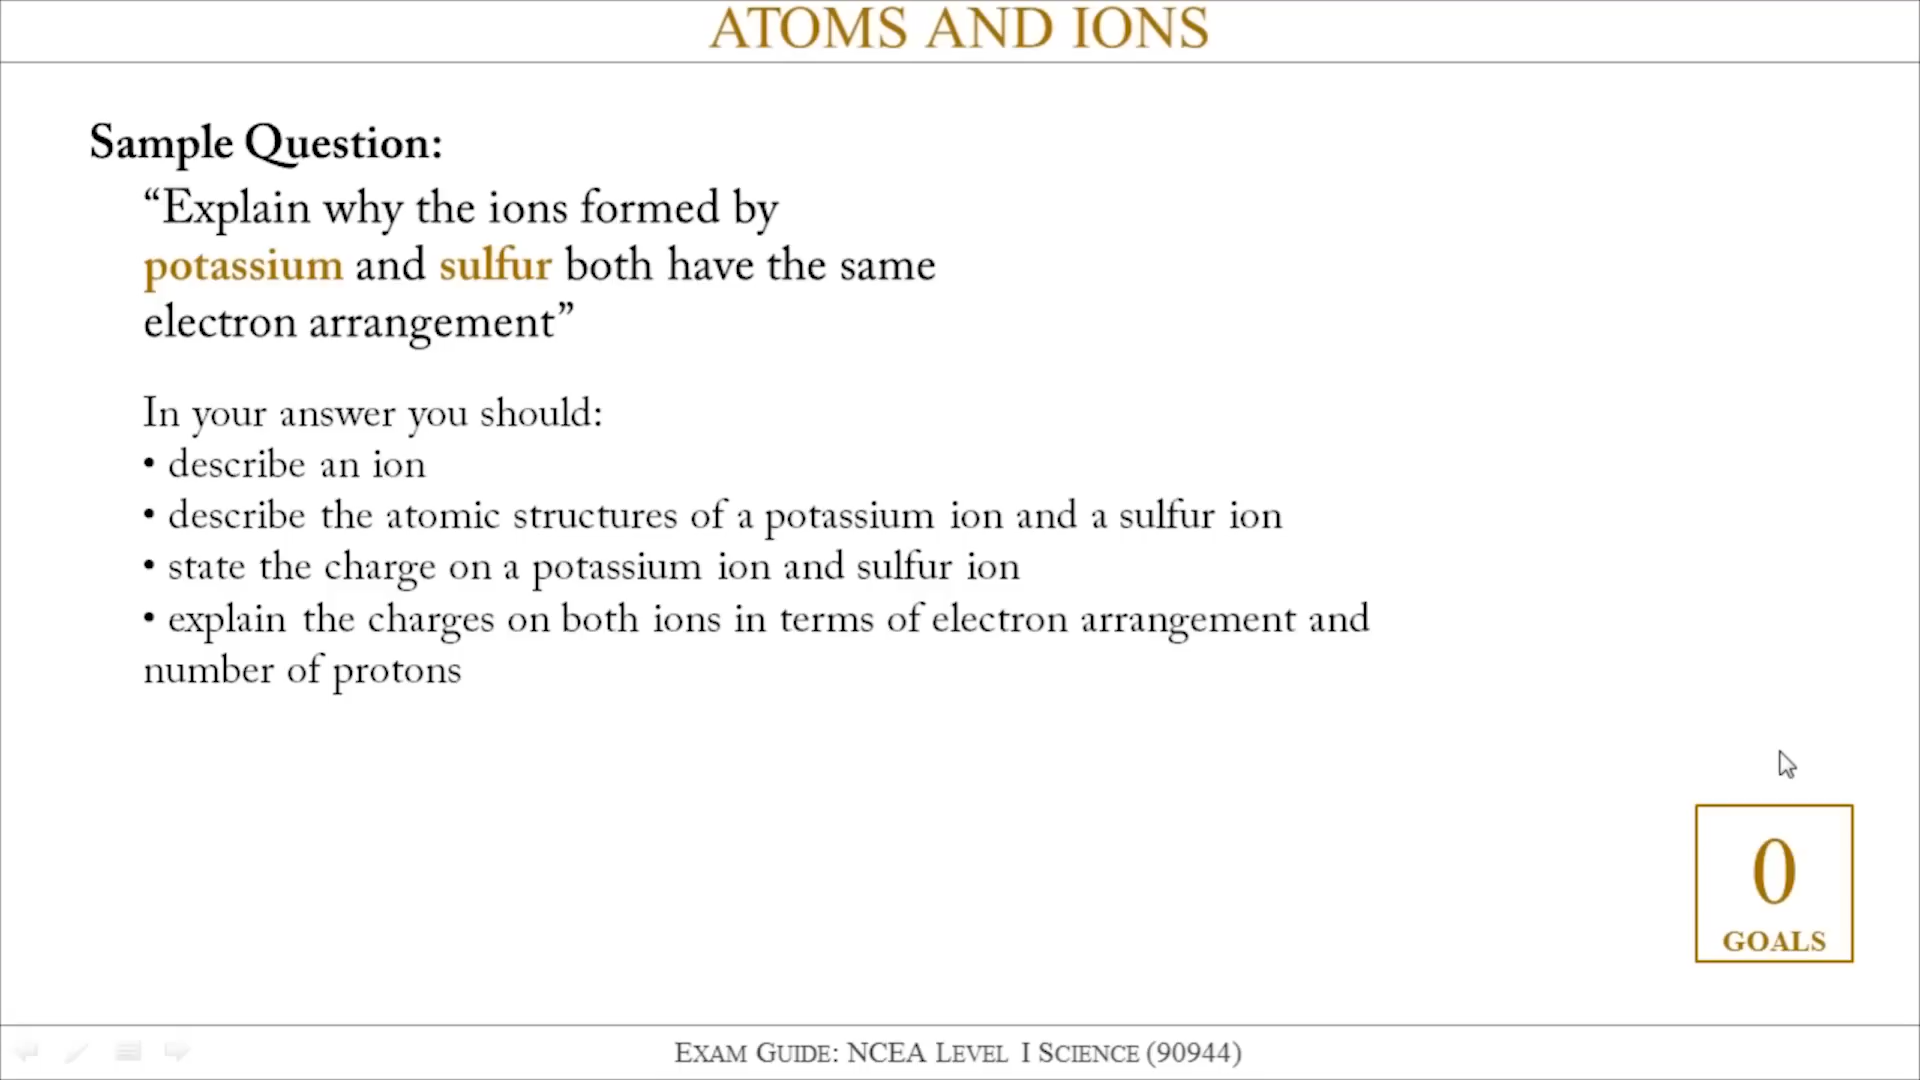 ATOMS AND IONS
Sample Question:
“Explain why the ions formed by
potassium and sulfur both have the same
electron arrangement”
In your answer you should:
• describe an ion
• describe the atomic structures of a potassium ion and a sulfur ion
• state the charge on a potassium ion and sulfur ion
• explain the charges on both ions in terms of electron arrangement and
number of protons
0
GOALS
EXAM GUIDE: NCEA LEVEL 1 SCIENCE (90944)